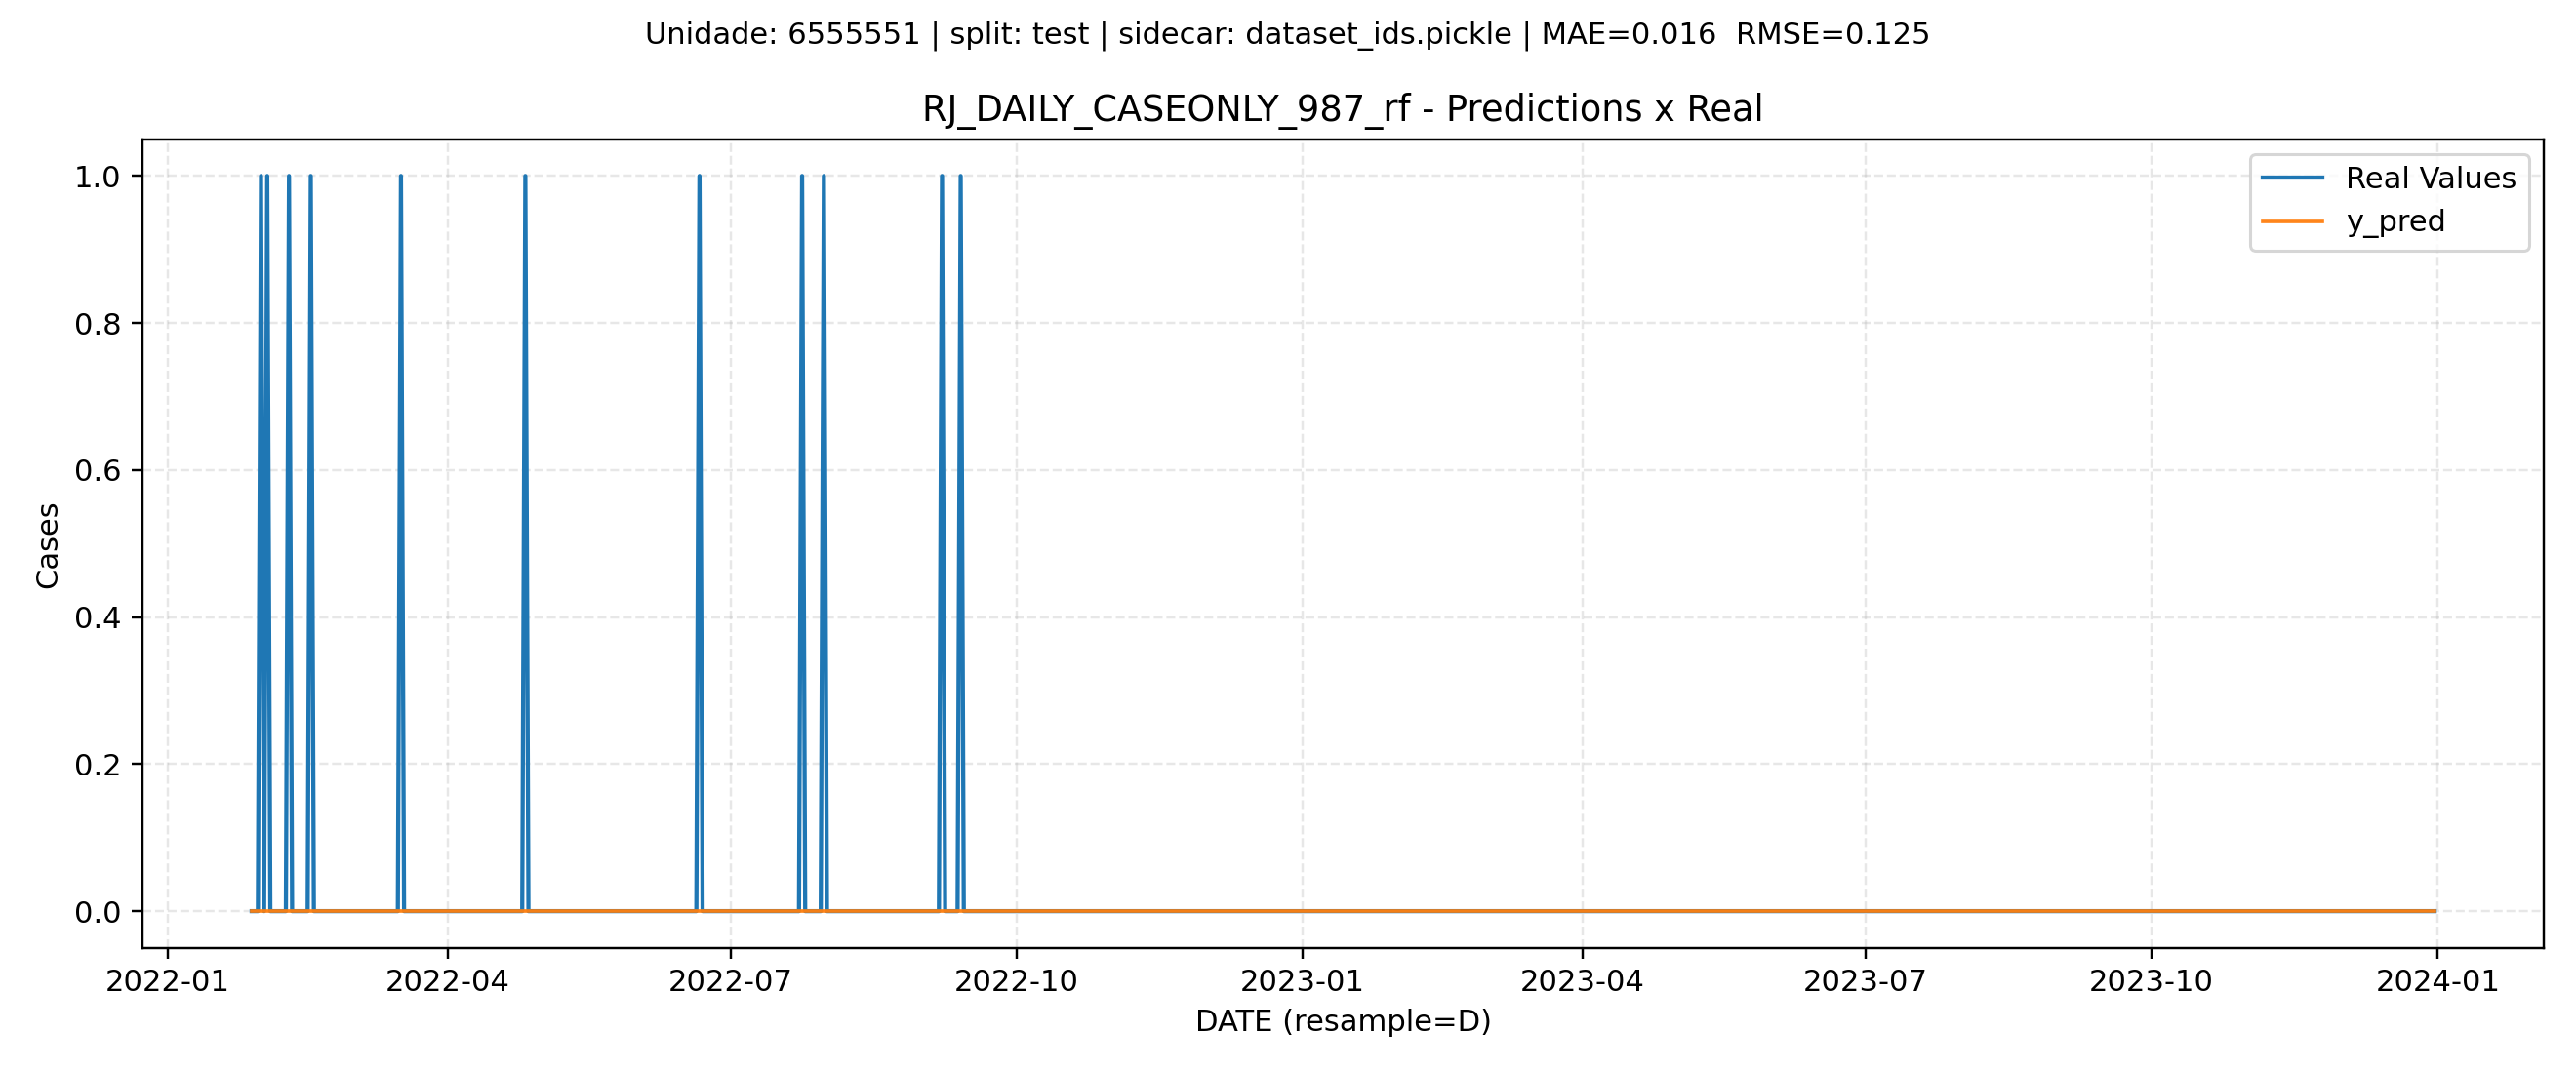 Unidade: 6555551 | split: test | sidecar: dataset_ids.pickle | MAE=0.016  RMSE=0.125
RJ_DAILY_CASEONLY_987_rf - Predictions x Real
Real Values
y_pred
1.0
0.8
0.6
0.4
0.2
0.0
Cases
2022-01 2022-04 2022-07 2022-10 2023-01 2023-04 2023-07 2023-10 2024-01
DATE (resample=D)